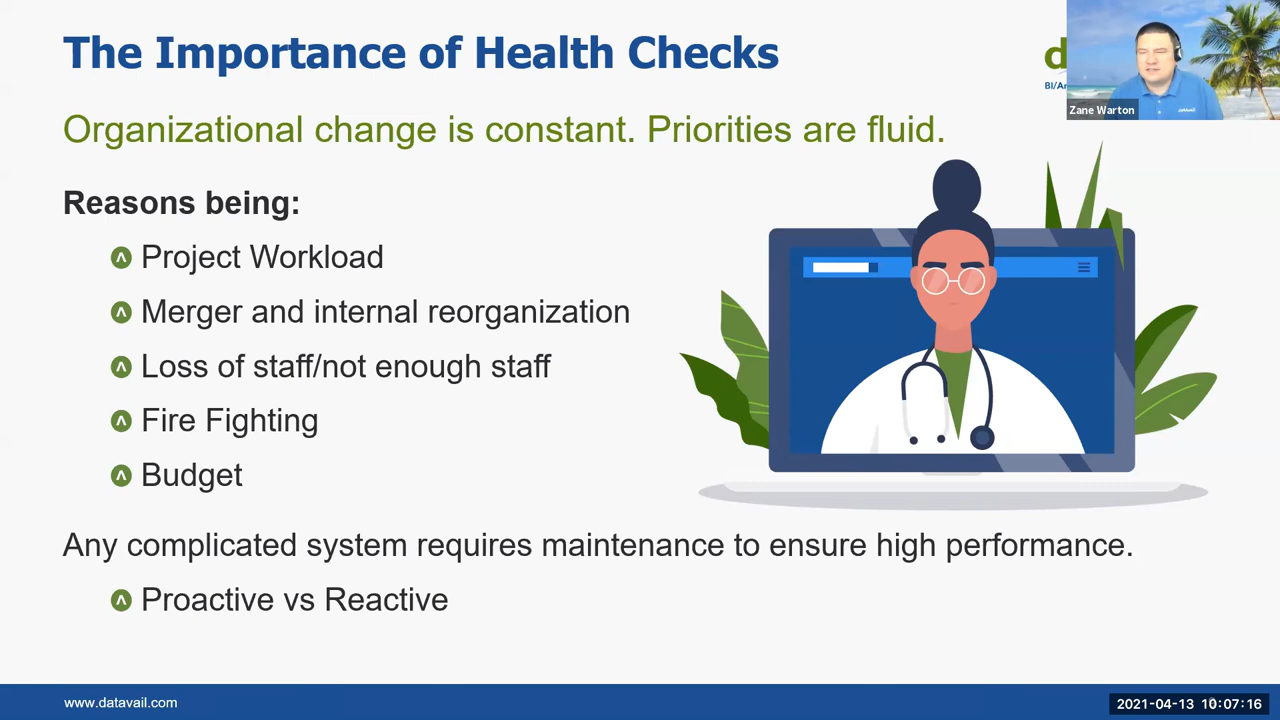 The Importance of Health Checks
d
BI/An
Zane Warton
Organizational change is constant. Priorities are fluid.
Reasons being:
Project Workload
Merger and internal reorganization
Loss of staff/not enough staff
Fire Fighting
Budget
Any complicated system requires maintenance to ensure high performance.
Proactive vs Reactive
www.datavail.com
2021-04-13 10:07:16